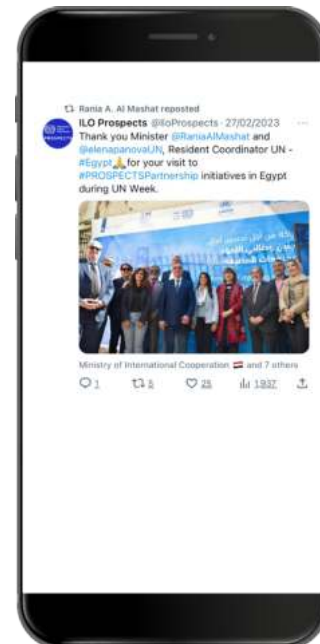 Rania A. Al Mashat reposted
ILO Prospects @IloProspects · 27/02/2023 ...
Thank you Minister @RaniaAlMashat and
@elenapanovaUN, Resident Coordinator UN -
#Egypt🙏for your visit to
#PROSPECTSPartnership initiatives in Egypt
during UN Week.
PROSPECTS
Ministry of International Cooperation 🇪🇬 and 7 others
1 5 25 1,937